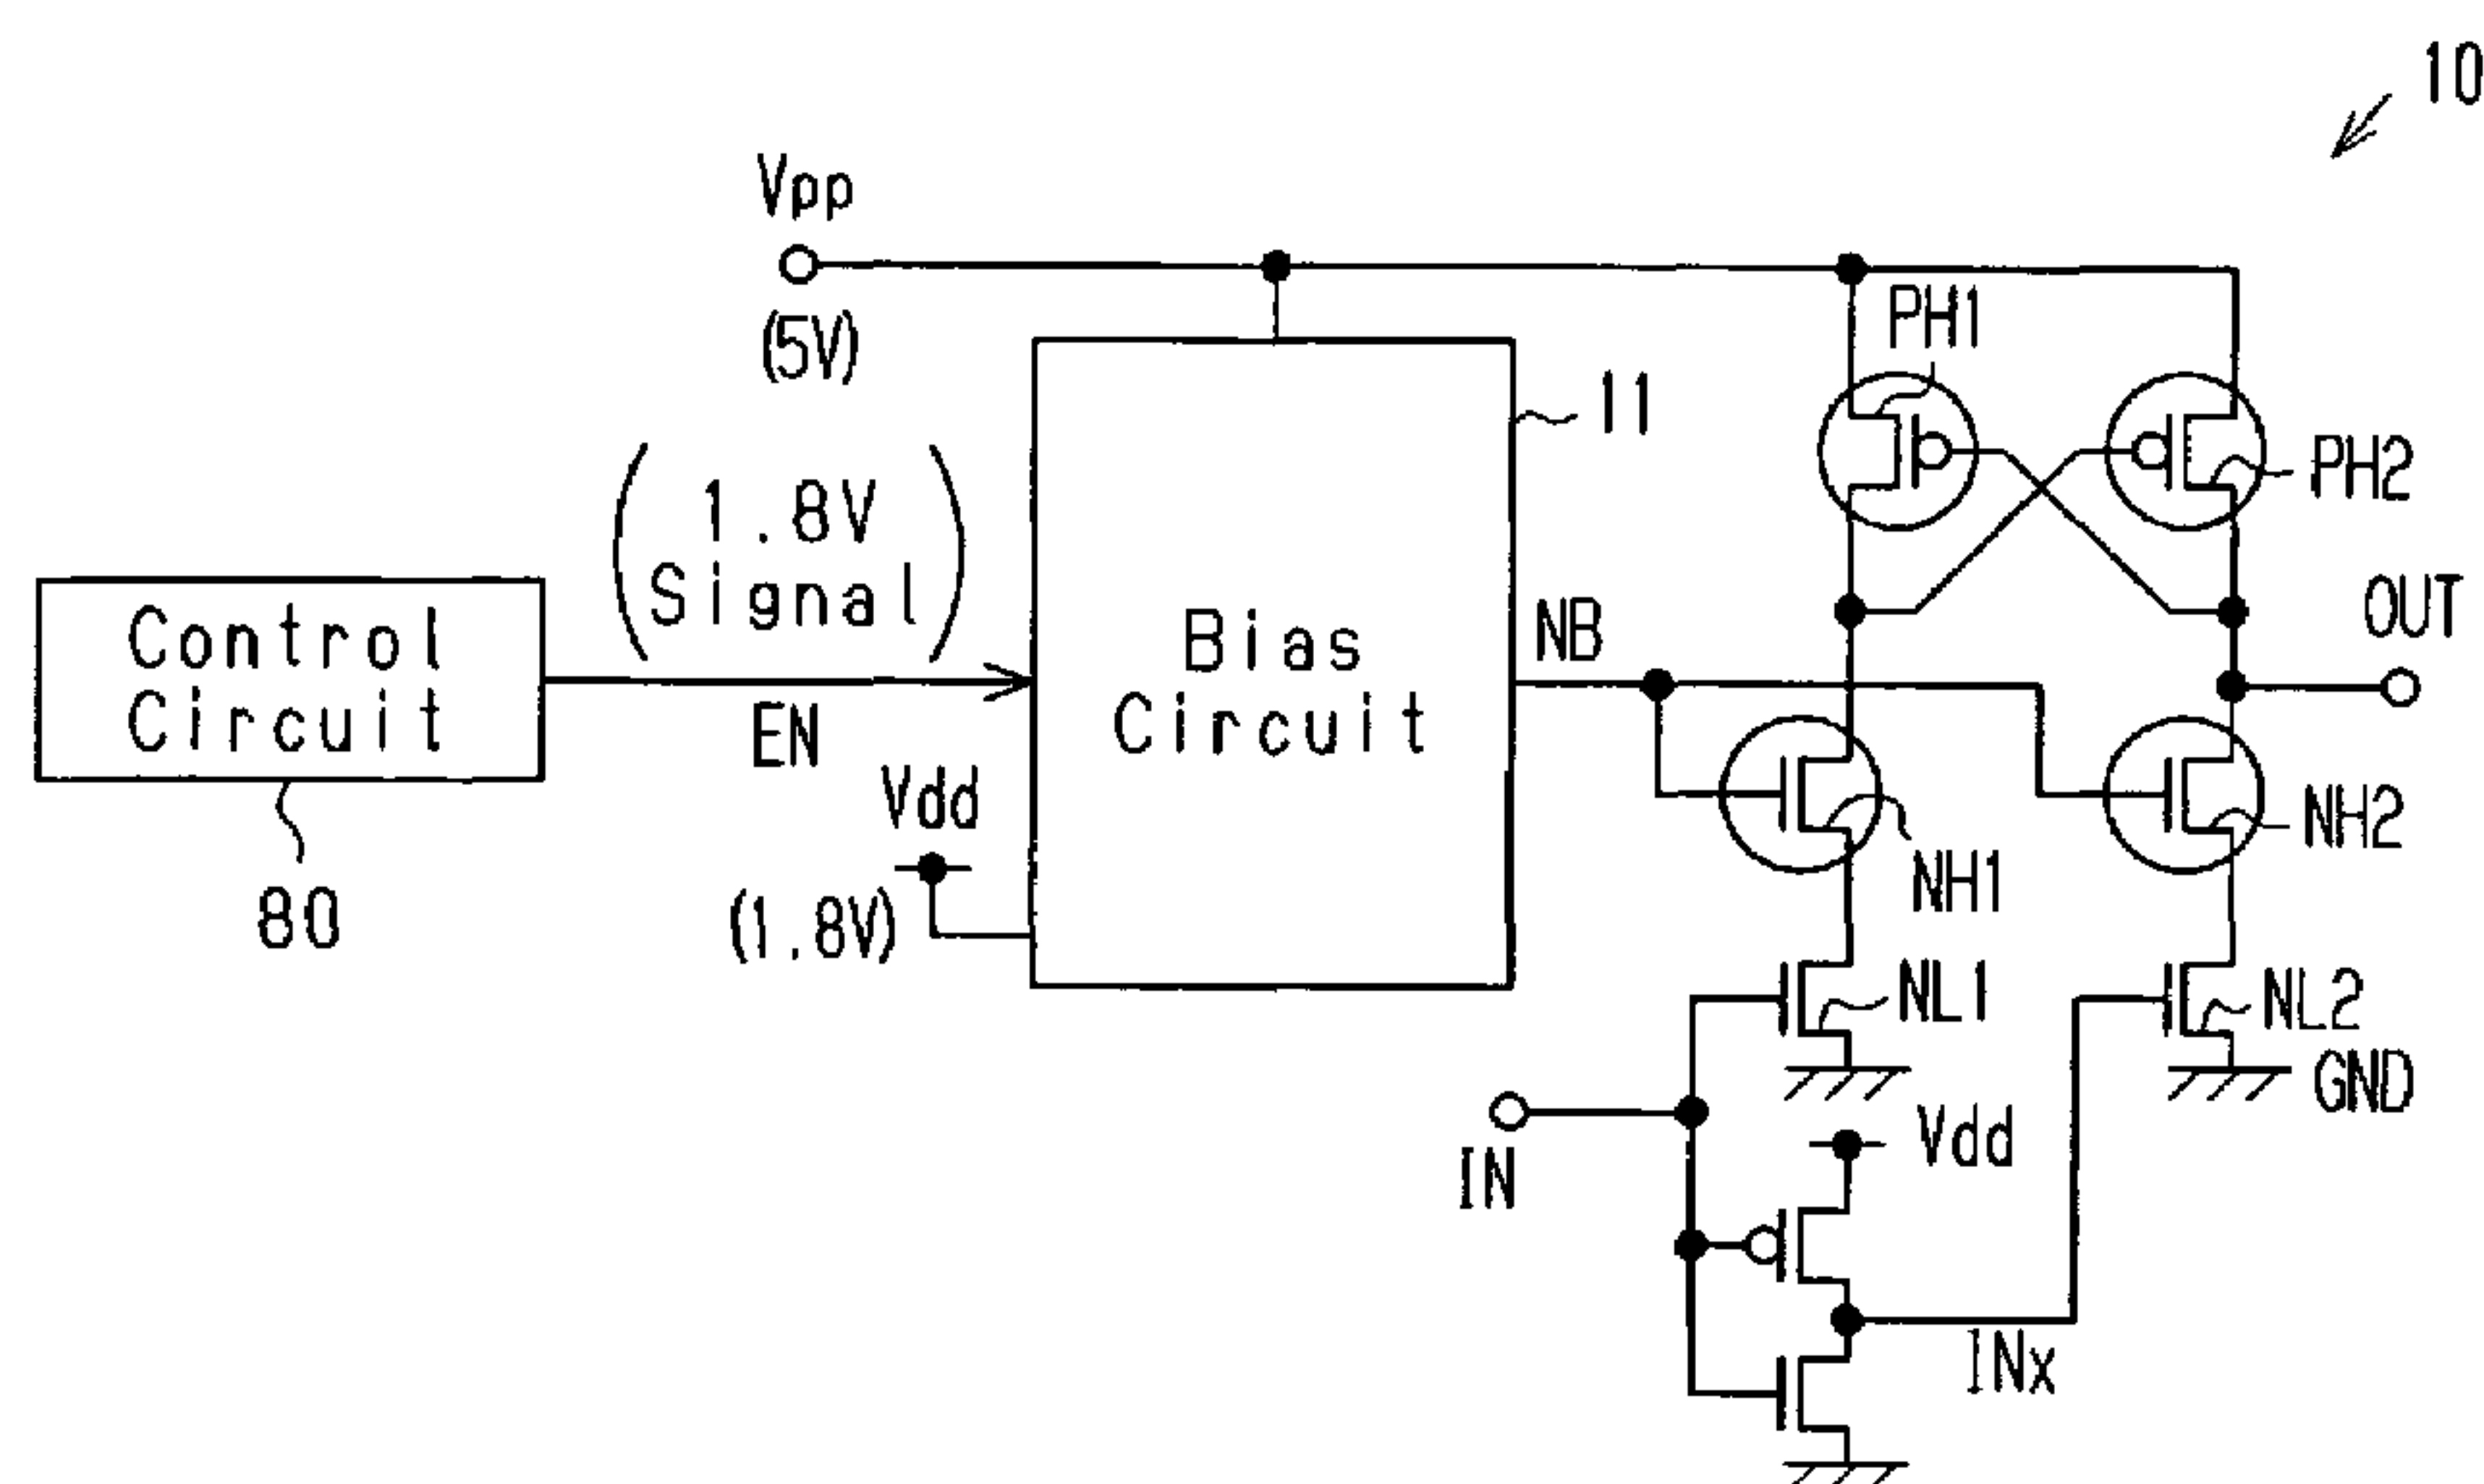 10
Vpp
(5V)
PH1
11
PH2
(1.8V
Signal)
Control
Circuit
EN
Bias
Circuit
NB
OUT
Vdd
(1.8V)
80
NH1
NH2
NL1
NL2
GND
IN
Vdd
INx